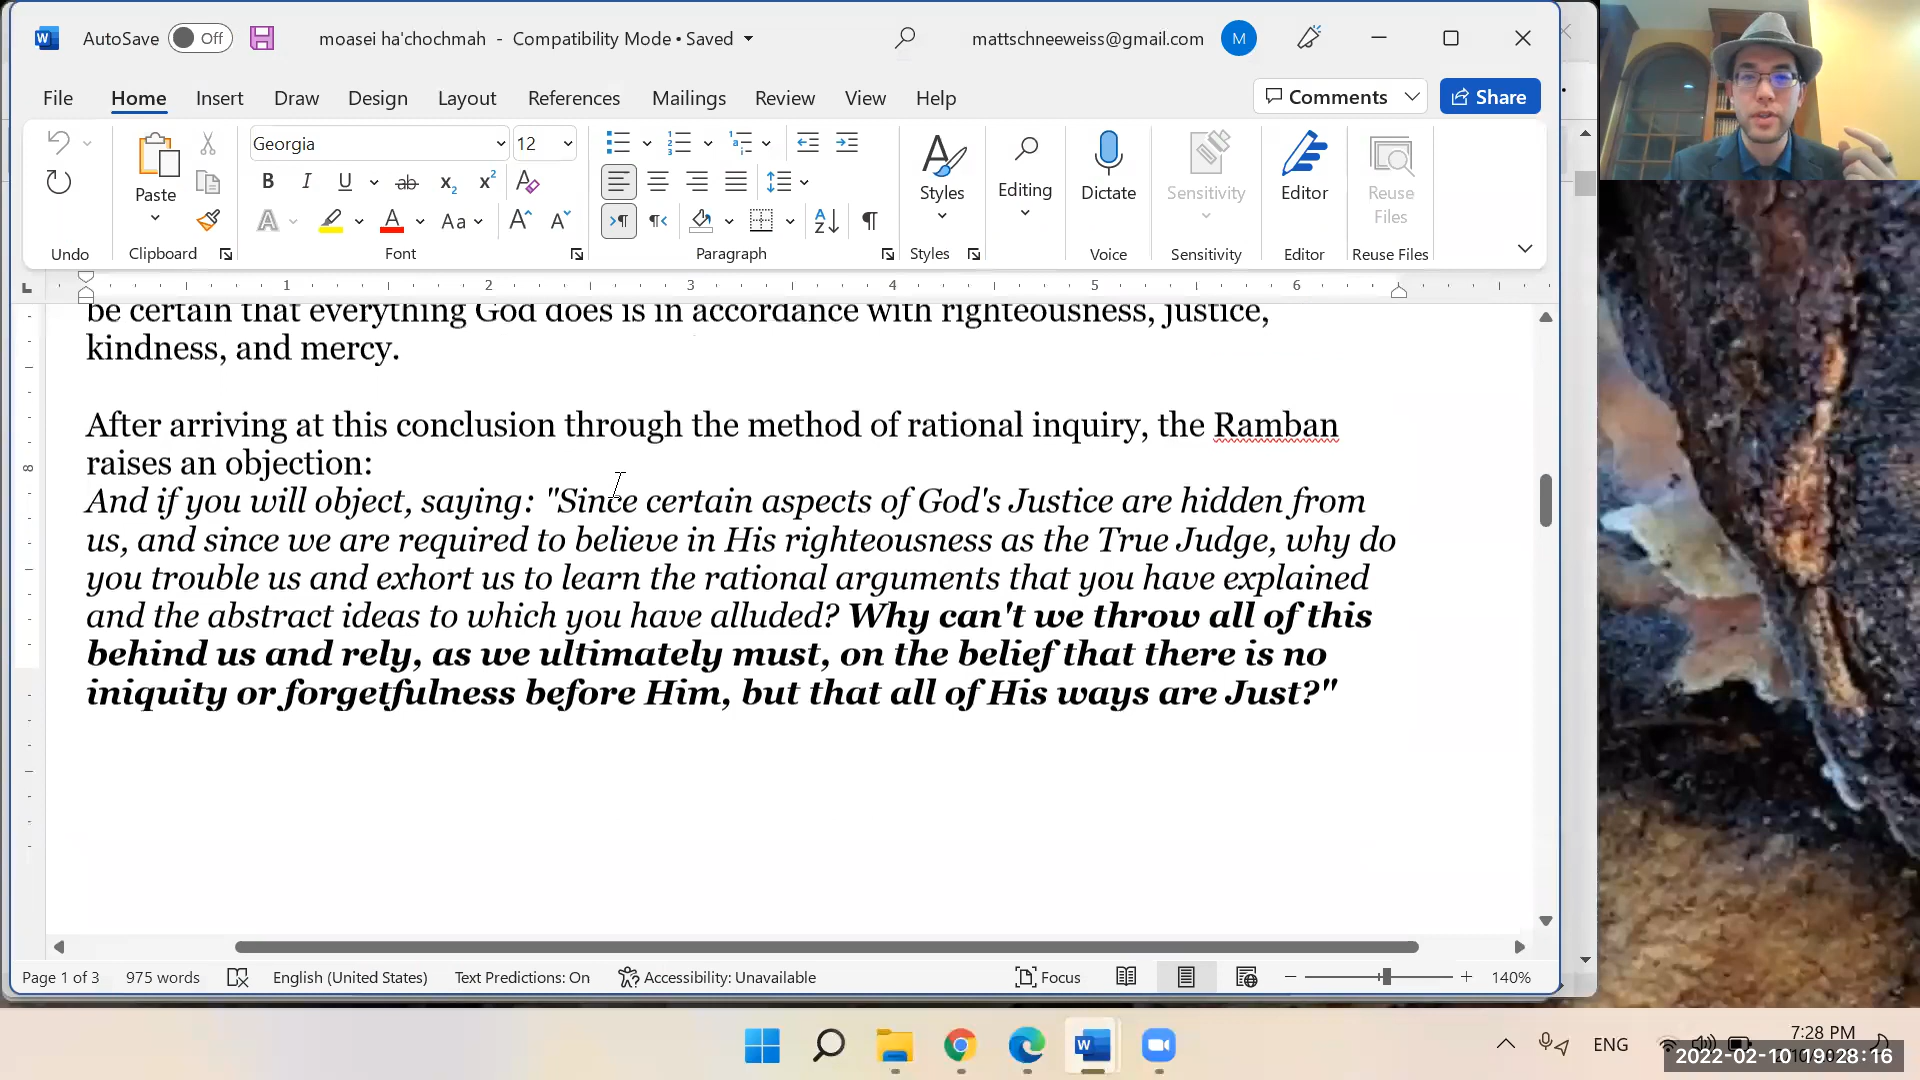 AutoSave Off moasei ha'chochmah - Compatibility Mode • Saved mattschneeweiss@gmail.com M
File Home Insert Draw Design Layout References Mailings Review View Help Comments Share
Georgia 12
Paste Styles Editing Dictate Sensitivity Editor Reuse Files
Undo Clipboard Font Paragraph Styles Voice Sensitivity Editor Reuse Files
1 2 3 4 5 6
be certain that everything God does is in accordance with righteousness, justice,
kindness, and mercy.
After arriving at this conclusion through the method of rational inquiry, the Ramban
raises an objection:
And if you will object, saying: "Since certain aspects of God's Justice are hidden from
us, and since we are required to believe in His righteousness as the True Judge, why do
you trouble us and exhort us to learn the rational arguments that you have explained
and the abstract ideas to which you have alluded? Why can't we throw all of this
behind us and rely, as we ultimately must, on the belief that there is no
iniquity or forgetfulness before Him, but that all of His ways are Just?"
8
Page 1 of 3 975 words English (United States) Text Predictions: On Accessibility: Unavailable Focus 140%
ENG 7:28 PM
2022-02-10 19:28:16